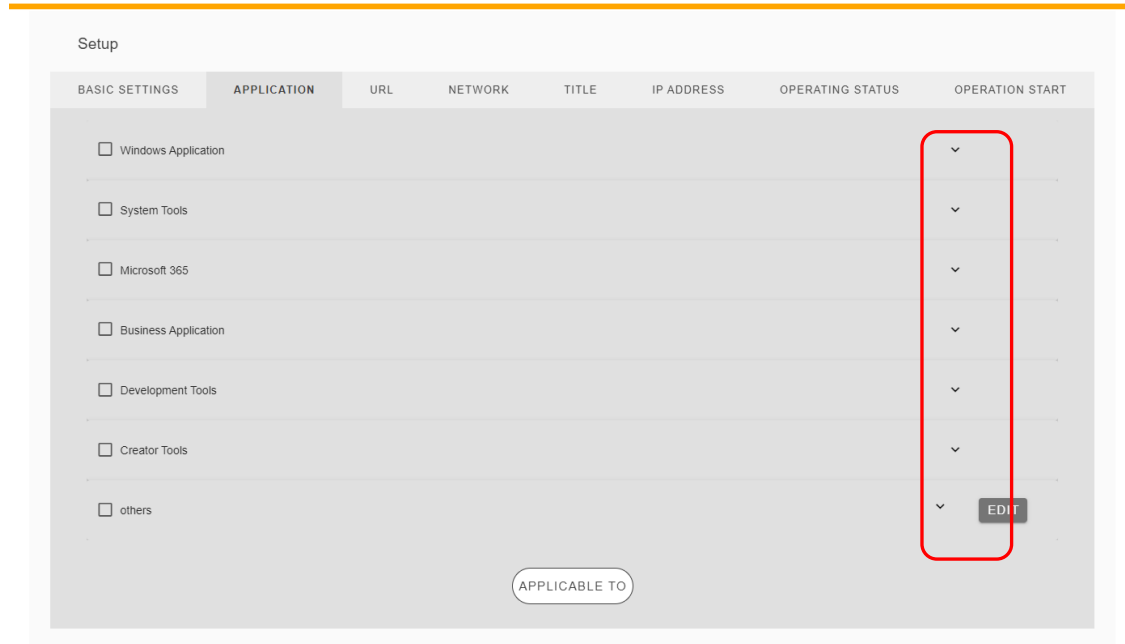 Setup
BASIC SETTINGS APPLICATION URL NETWORK TITLE IP ADDRESS OPERATING STATUS OPERATION START
Windows Application
System Tools
Microsoft 365
Business Application
Development Tools
Creator Tools
others
EDIT
APPLICABLE TO